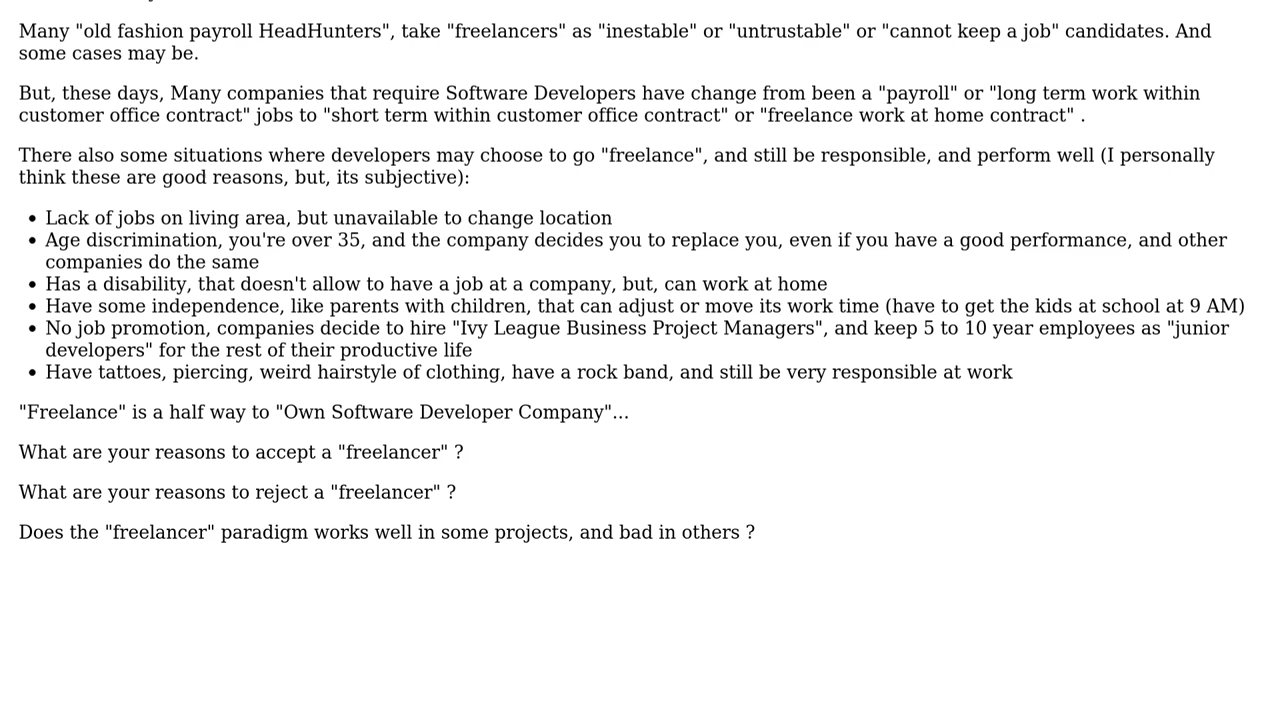 Many "old fashion payroll HeadHunters", take "freelancers" as "inestable" or "untrustable" or "cannot keep a job" candidates. And
some cases may be.
But, these days, Many companies that require Software Developers have change from been a "payroll" or "long term work within
customer office contract" jobs to "short term within customer office contract" or "freelance work at home contract" .
There also some situations where developers may choose to go "freelance", and still be responsible, and perform well (I personally
think these are good reasons, but, its subjective):
• Lack of jobs on living area, but unavailable to change location
• Age discrimination, you're over 35, and the company decides you to replace you, even if you have a good performance, and other
companies do the same
• Has a disability, that doesn't allow to have a job at a company, but, can work at home
• Have some independence, like parents with children, that can adjust or move its work time (have to get the kids at school at 9 AM)
• No job promotion, companies decide to hire "Ivy League Business Project Managers", and keep 5 to 10 year employees as "junior
developers" for the rest of their productive life
• Have tattoos, piercing, weird hairstyle of clothing, have a rock band, and still be very responsible at work
"Freelance" is a half way to "Own Software Developer Company"...
What are your reasons to accept a "freelancer" ?
What are your reasons to reject a "freelancer" ?
Does the "freelancer" paradigm works well in some projects, and bad in others ?